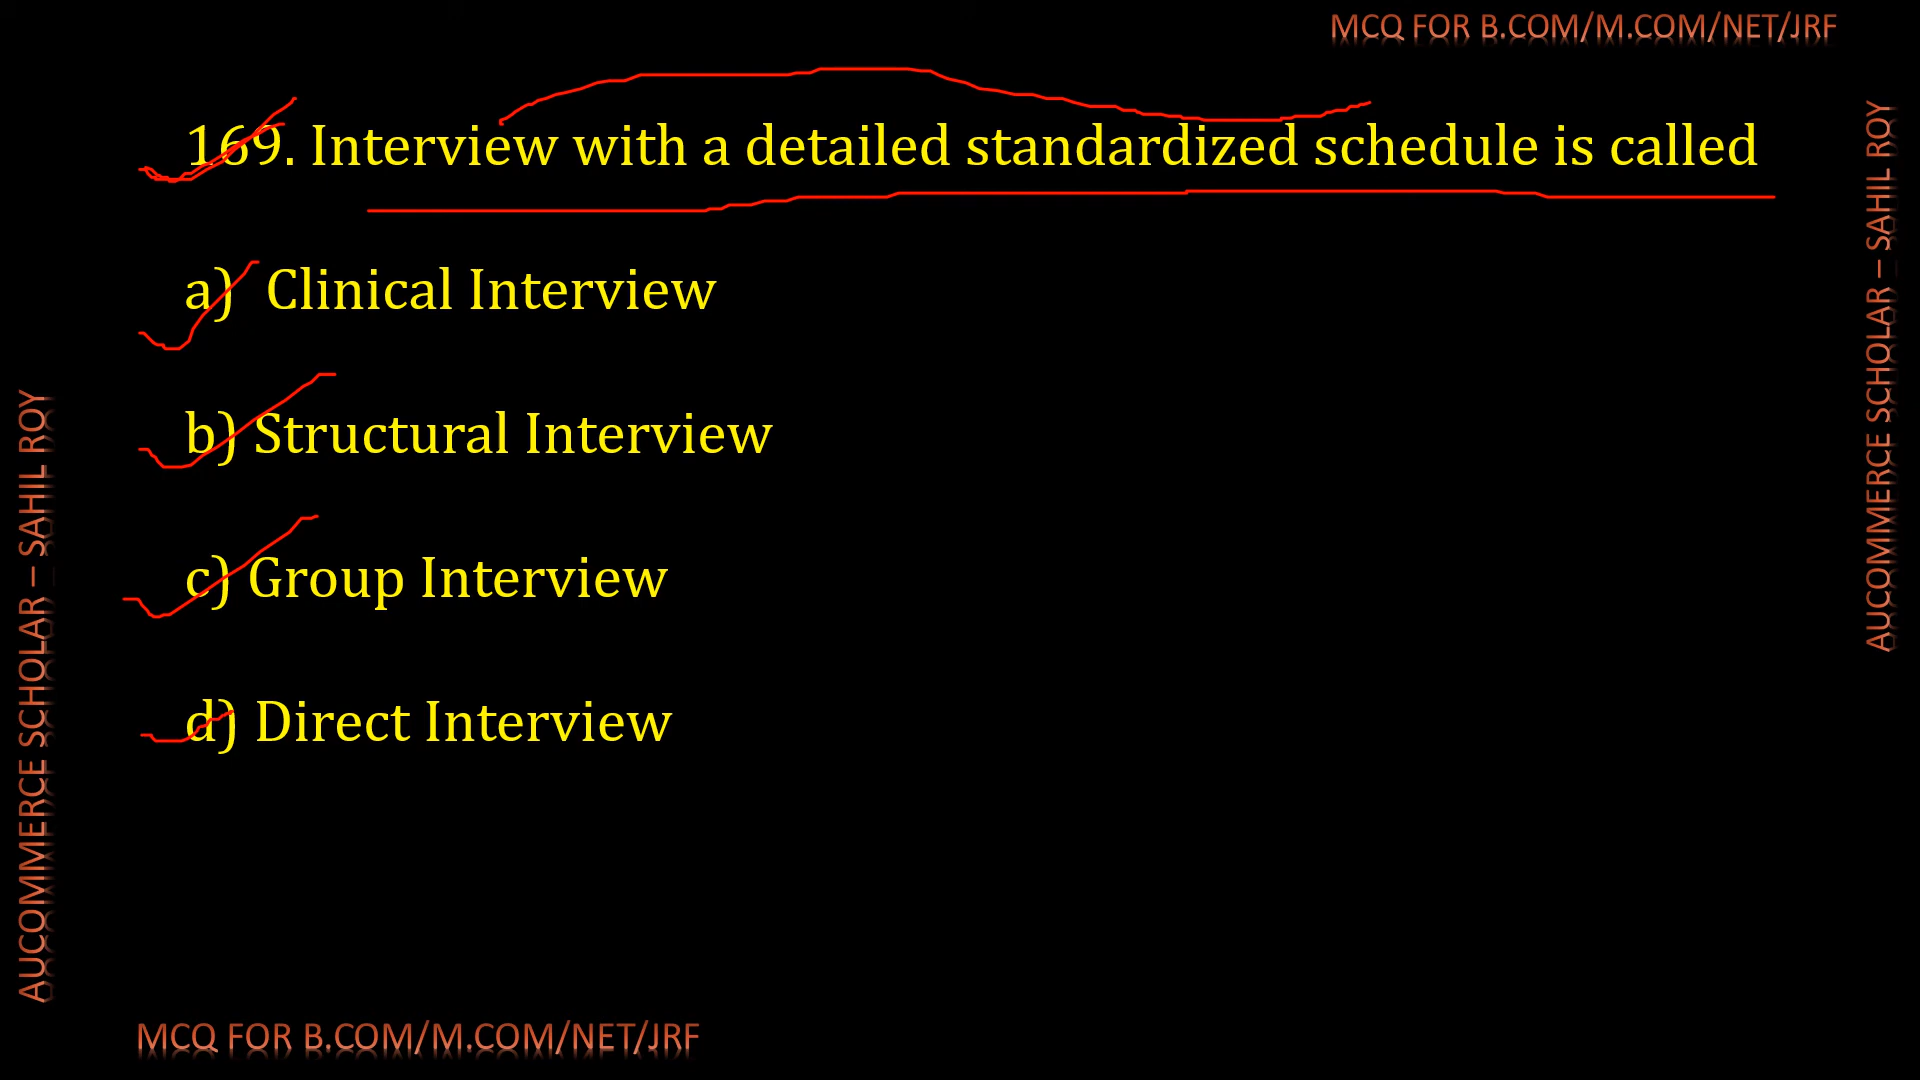 MCQ FOR B.COM/M.COM/NET/JRF
169. Interview with a detailed standardized schedule is called
a) Clinical Interview
b) Structural Interview
c) Group Interview
d) Direct Interview
AUCOMMERCE SCHOLAR – SAHIL ROY
AUCOMMERCE SCHOLAR – SAHIL ROY
MCQ FOR B.COM/M.COM/NET/JRF